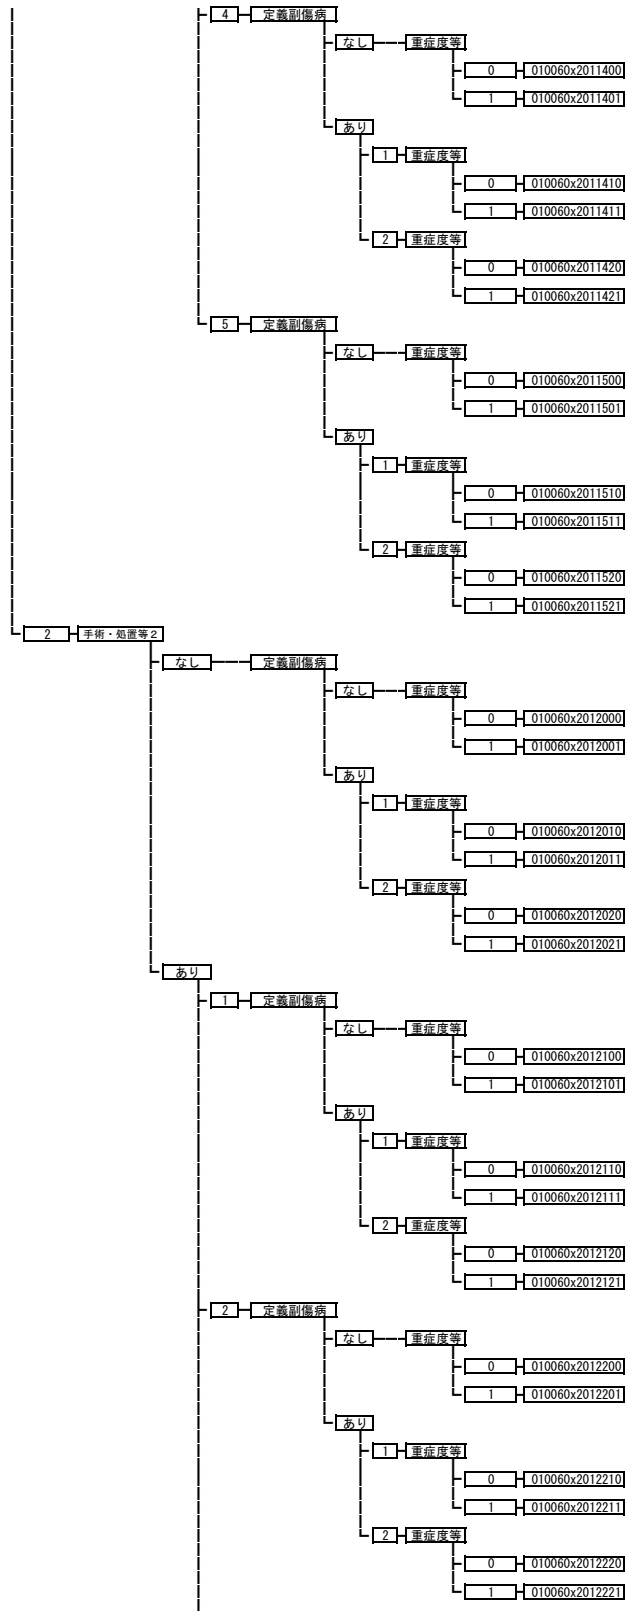 4 定義副傷病
なし 重症度等
0 010060x2011400
1 010060x2011401
あり
1 重症度等
0 010060x2011410
1 010060x2011411
2 重症度等
0 010060x2011420
1 010060x2011421
5 定義副傷病
なし 重症度等
0 010060x2011500
1 010060x2011501
あり
1 重症度等
0 010060x2011510
1 010060x2011511
2 重症度等
0 010060x2011520
1 010060x2011521
2 手術・処置等2
なし 定義副傷病
なし 重症度等
0 010060x2012000
1 010060x2012001
あり
1 重症度等
0 010060x2012010
1 010060x2012011
2 重症度等
0 010060x2012020
1 010060x2012021
あり
1 定義副傷病
なし 重症度等
0 010060x2012100
1 010060x2012101
あり
1 重症度等
0 010060x2012110
1 010060x2012111
2 重症度等
0 010060x2012120
1 010060x2012121
2 定義副傷病
なし 重症度等
0 010060x2012200
1 010060x2012201
あり
1 重症度等
0 010060x2012210
1 010060x2012211
2 重症度等
0 010060x2012220
1 010060x2012221